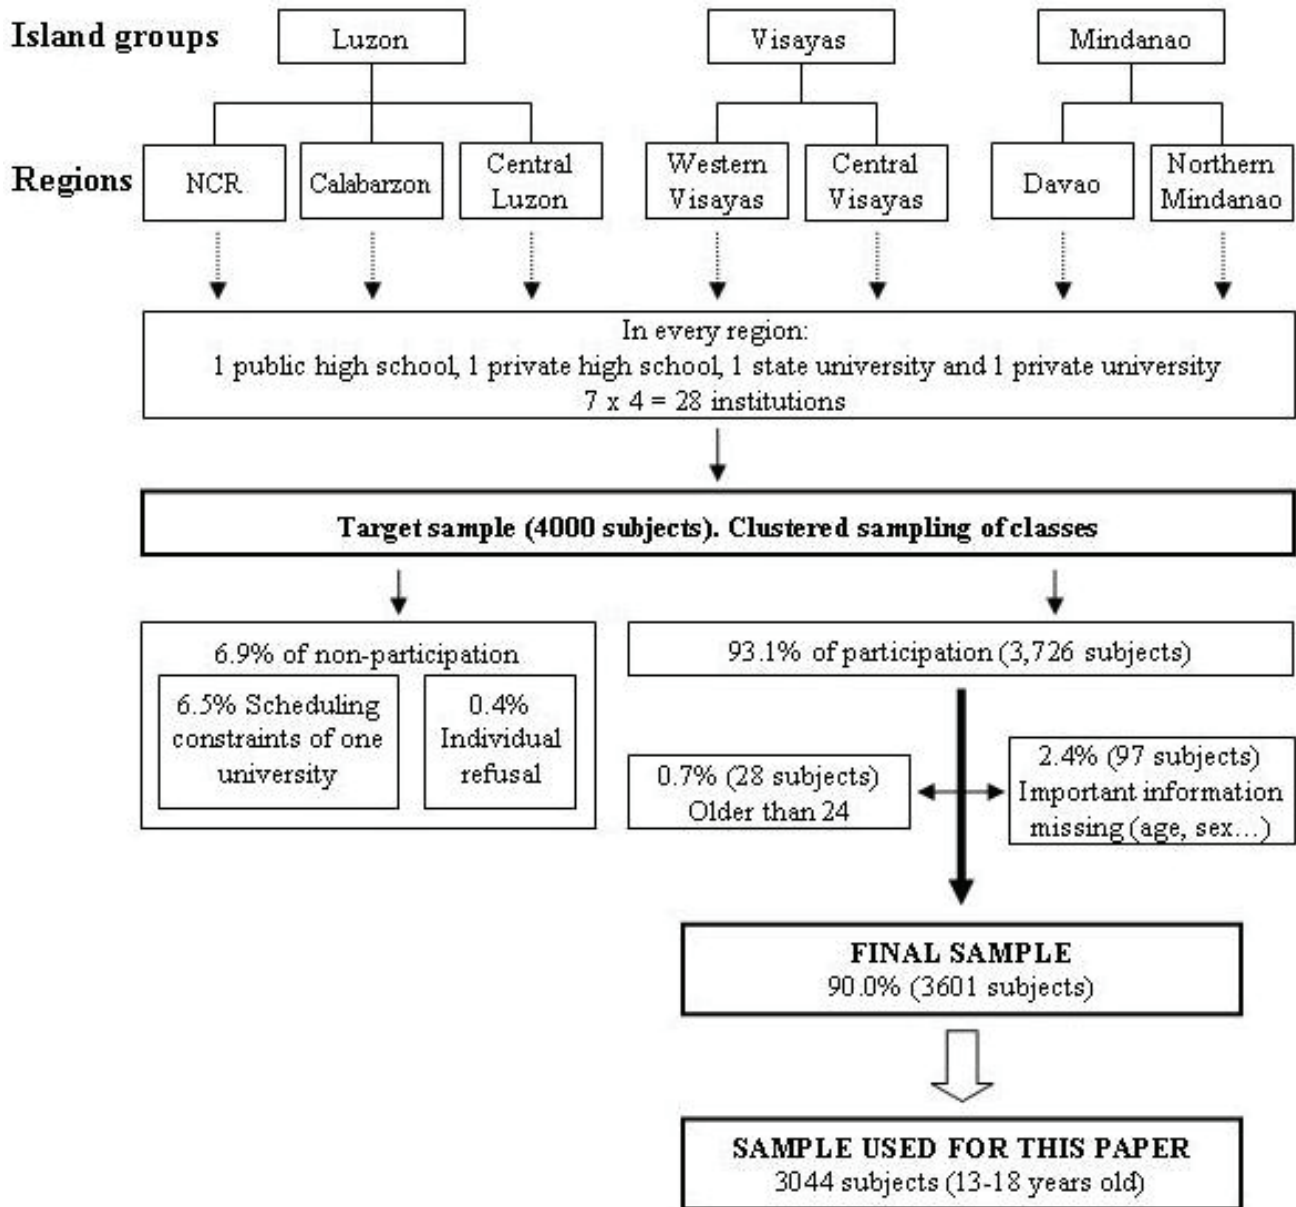 Island groups
Luzon
Visayas
Mindanao
Regions
NCR
Calabarzon
Central
Luzon
Western
Visayas
Central
Visayas
Davao
Northern
Mindanao
In every region:
1 public high school, 1 private high school, 1 state university and 1 private university
7 x 4 = 28 institutions
Target sample (4000 subjects). Clustered sampling of classes
6.9% of non-participation
6.5% Scheduling
constraints of one
university
0.4%
Individual
refusal
93.1% of participation (3,726 subjects)
0.7% (28 subjects)
Older than 24
2.4% (97 subjects)
Important information
missing (age, sex…)
FINAL SAMPLE
90.0% (3601 subjects)
SAMPLE USED FOR THIS PAPER
3044 subjects (13-18 years old)